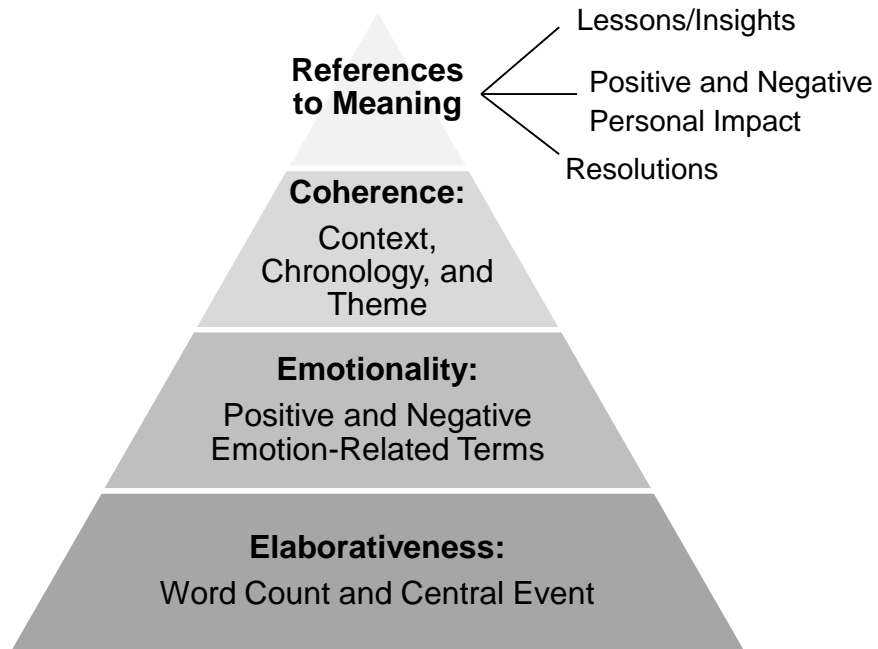 References
to Meaning
Lessons/Insights
Positive and Negative
Personal Impact
Resolutions
Coherence:
Context,
Chronology, and
Theme
Emotionality:
Positive and Negative
Emotion-Related Terms
Elaborativeness:
Word Count and Central Event